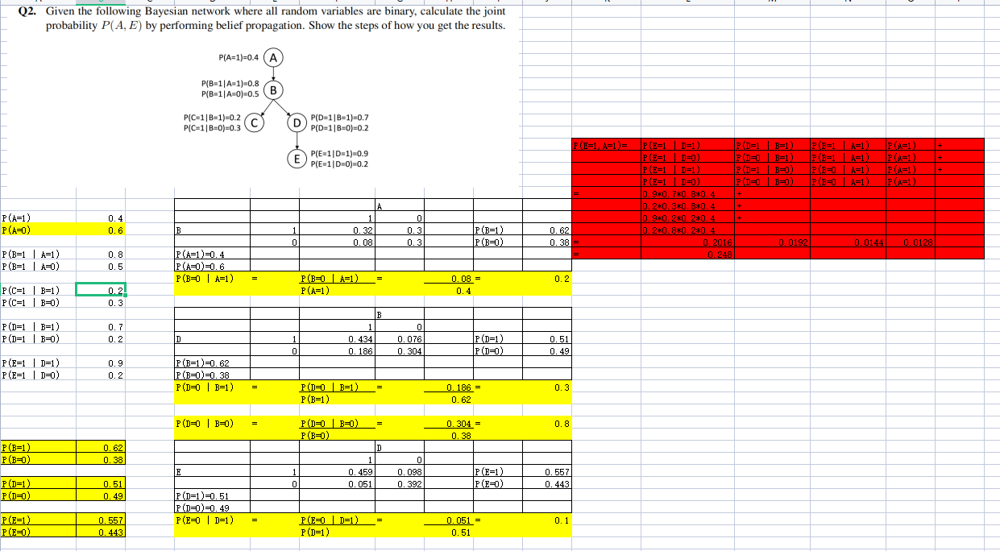 Q2. Given the following Bayesian network where all random variables are binary, calculate the joint
probability P(A, E) by performing belief propagation. Show the steps of how you get the results.
P(A=1)=0.4 A
P(B=1|A=1)=0.8
P(B=1|A=0)=0.5 B
P(C=1|B=1)=0.2
P(C=1|B=0)=0.3 C
D P(D=1|B=1)=0.7
P(D=1|B=0)=0.2
E P(E=1|D=1)=0.9
P(E=1|D=0)=0.2
P(E=1, A=1)= P(E=1 | D=1) P(D=1 | B=1) P(B=1 | A=1) P(A=1) +
P(E=1 | D=0) P(D=0 | B=1) P(B=1 | A=1) P(A=1) +
P(E=1 | D=1) P(D=1 | B=0) P(B=0 | A=1) P(A=1) +
P(E=1 | D=0) P(D=0 | B=0) P(B=0 | A=1) P(A=1)
= 0.9*0.7*0.8*0.4 +
0.2*0.3*0.8*0.4 +
0.9*0.2*0.2*0.4 +
0.2*0.8*0.2*0.4
= 0.2016 0.0192 0.0144 0.0128
= 0.248
P(A=1) 0.4
P(A=0) 0.6
P(B=1 | A=1) 0.8
P(B=1 | A=0) 0.5
P(C=1 | B=1) 0.2
P(C=1 | B=0) 0.3
P(D=1 | B=1) 0.7
P(D=1 | B=0) 0.2
P(E=1 | D=1) 0.9
P(E=1 | D=0) 0.2
P(B=1) 0.62
P(B=0) 0.38
P(D=1) 0.51
P(D=0) 0.49
P(E=1) 0.557
P(E=0) 0.443
A
1 0
B 1 0.32 0.3 P(B=1) 0.62
0 0.08 0.3 P(B=0) 0.38
P(A=1)=0.4
P(A=0)=0.6
P(B=0 | A=1) = P(B=0 | A=1) = 0.08 = 0.2
P(A=1) 0.4
B
1 0
D 1 0.434 0.076 P(D=1) 0.51
0 0.186 0.304 P(D=0) 0.49
P(B=1)=0.62
P(B=0)=0.38
P(D=0 | B=1) = P(D=0 | B=1) = 0.186 = 0.3
P(B=1) 0.62
P(D=0 | B=0) = P(D=0 | B=0) = 0.304 = 0.8
P(B=0) 0.38
D
1 0
E 1 0.459 0.098 P(E=1) 0.557
0 0.051 0.392 P(E=0) 0.443
P(D=1)=0.51
P(D=0)=0.49
P(E=0 | D=1) = P(E=0 | D=1) = 0.051 = 0.1
P(D=1) 0.51